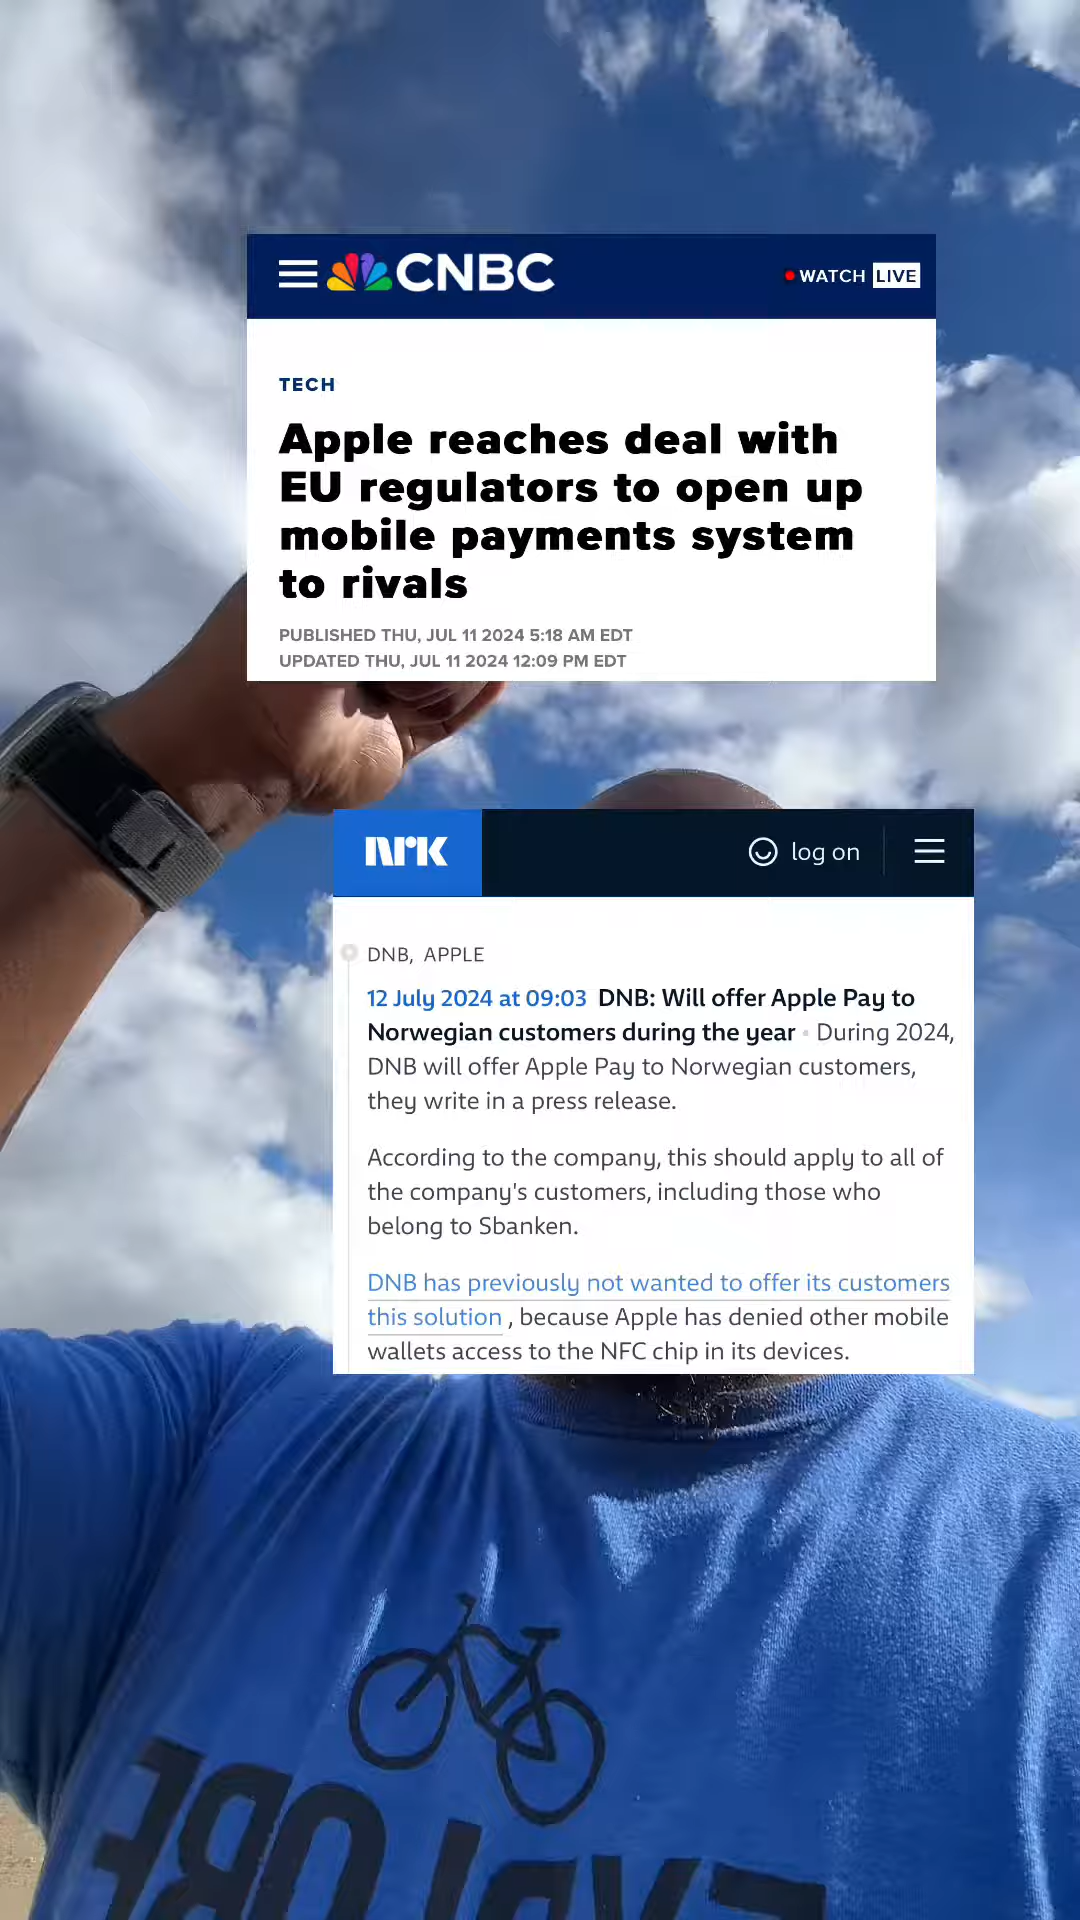 CNBC
WATCH LIVE
TECH
Apple reaches deal with
EU regulators to open up
mobile payments system
to rivals
PUBLISHED THU, JUL 11 2024 5:18 AM EDT
UPDATED THU, JUL 11 2024 12:09 PM EDT
nrk
log on
DNB, APPLE
12 July 2024 at 09:03 DNB: Will offer Apple Pay to
Norwegian customers during the year • During 2024,
DNB will offer Apple Pay to Norwegian customers,
they write in a press release.
According to the company, this should apply to all of
the company's customers, including those who
belong to Sbanken.
DNB has previously not wanted to offer its customers
this solution , because Apple has denied other mobile
wallets access to the NFC chip in its devices.